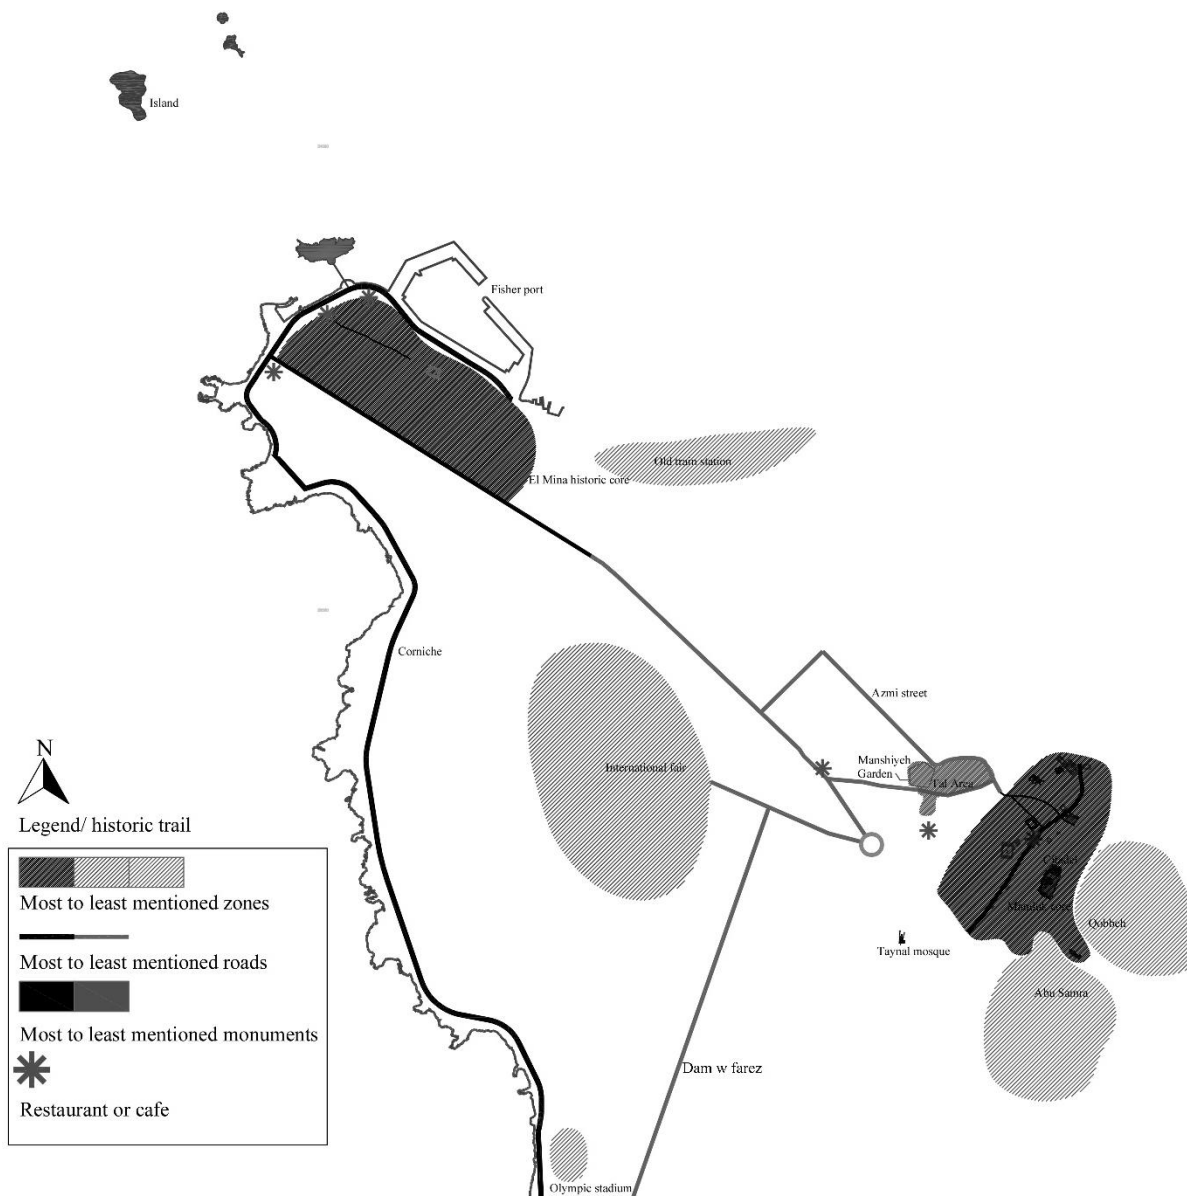 Island
Fisher port
Old train station
El Mina historic core
Corniche
Azmi street
International fair
Manshiyeh
Garden
Tal Area
Citadel
Qobbeh
Taynal mosque
Abu Samra
Dam w farez
Olympic stadium
N
Legend/ historic trail
Most to least mentioned zones
Most to least mentioned roads
Most to least mentioned monuments
Restaurant or cafe